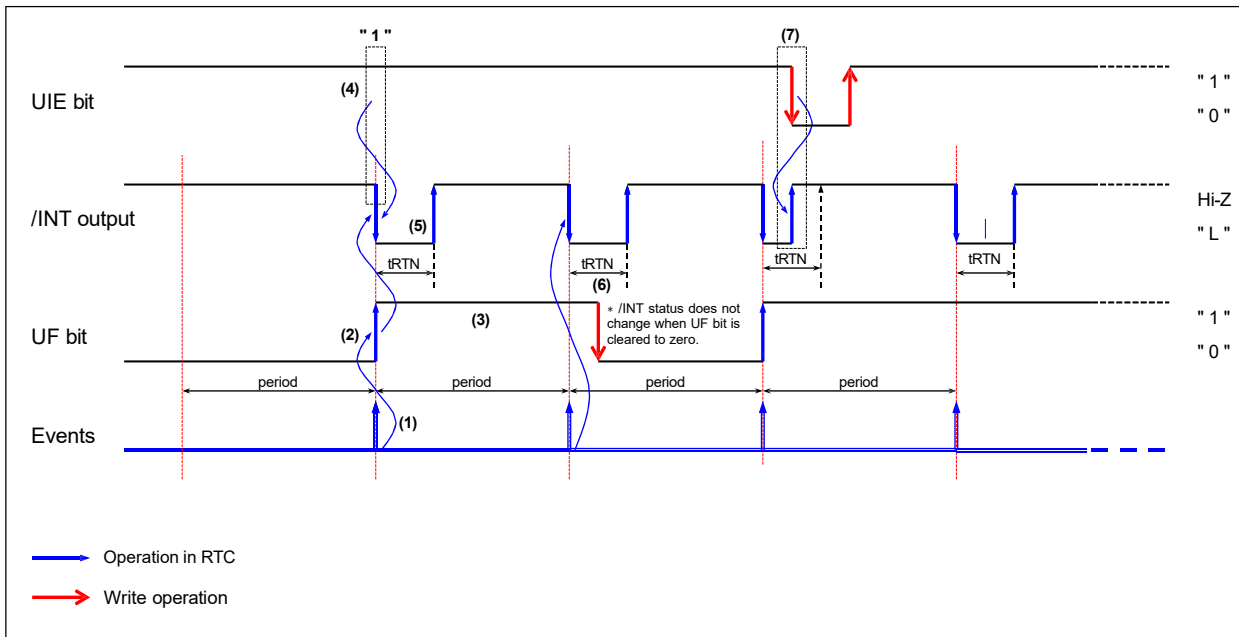 " 1 "
(7)
(4)
UIE bit
" 1 "
" 0 "
/INT output
Hi-Z
" L "
(5)
tRTN
tRTN
tRTN
tRTN
(6)
(3)
* /INT status does not
change when UF bit is
cleared to zero.
(2)
UF bit
" 1 "
" 0 "
period
period
period
period
(1)
Events
Operation in RTC
Write operation